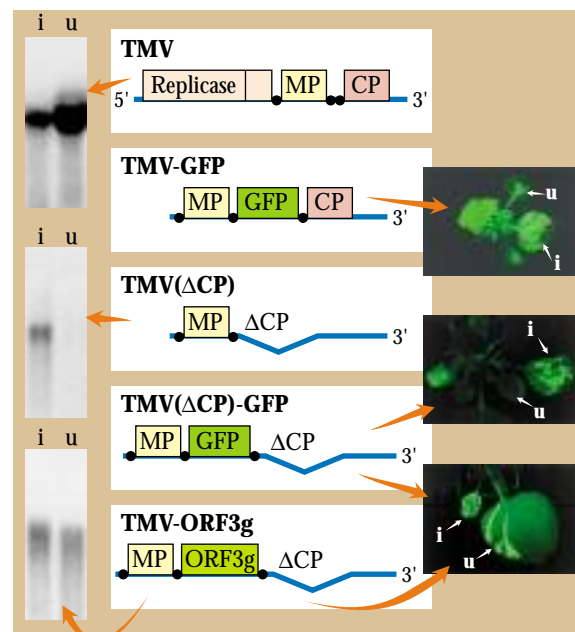 i u
TMV
5' Replicase MP CP 3'
TMV-GFP
MP GFP CP 3'
u
i
i u
TMV(ΔCP)
MP ΔCP 3'
i
u
TMV(ΔCP)-GFP
MP GFP ΔCP 3'
i u
TMV-ORF3g
MP ORF3g ΔCP 3'
i
u